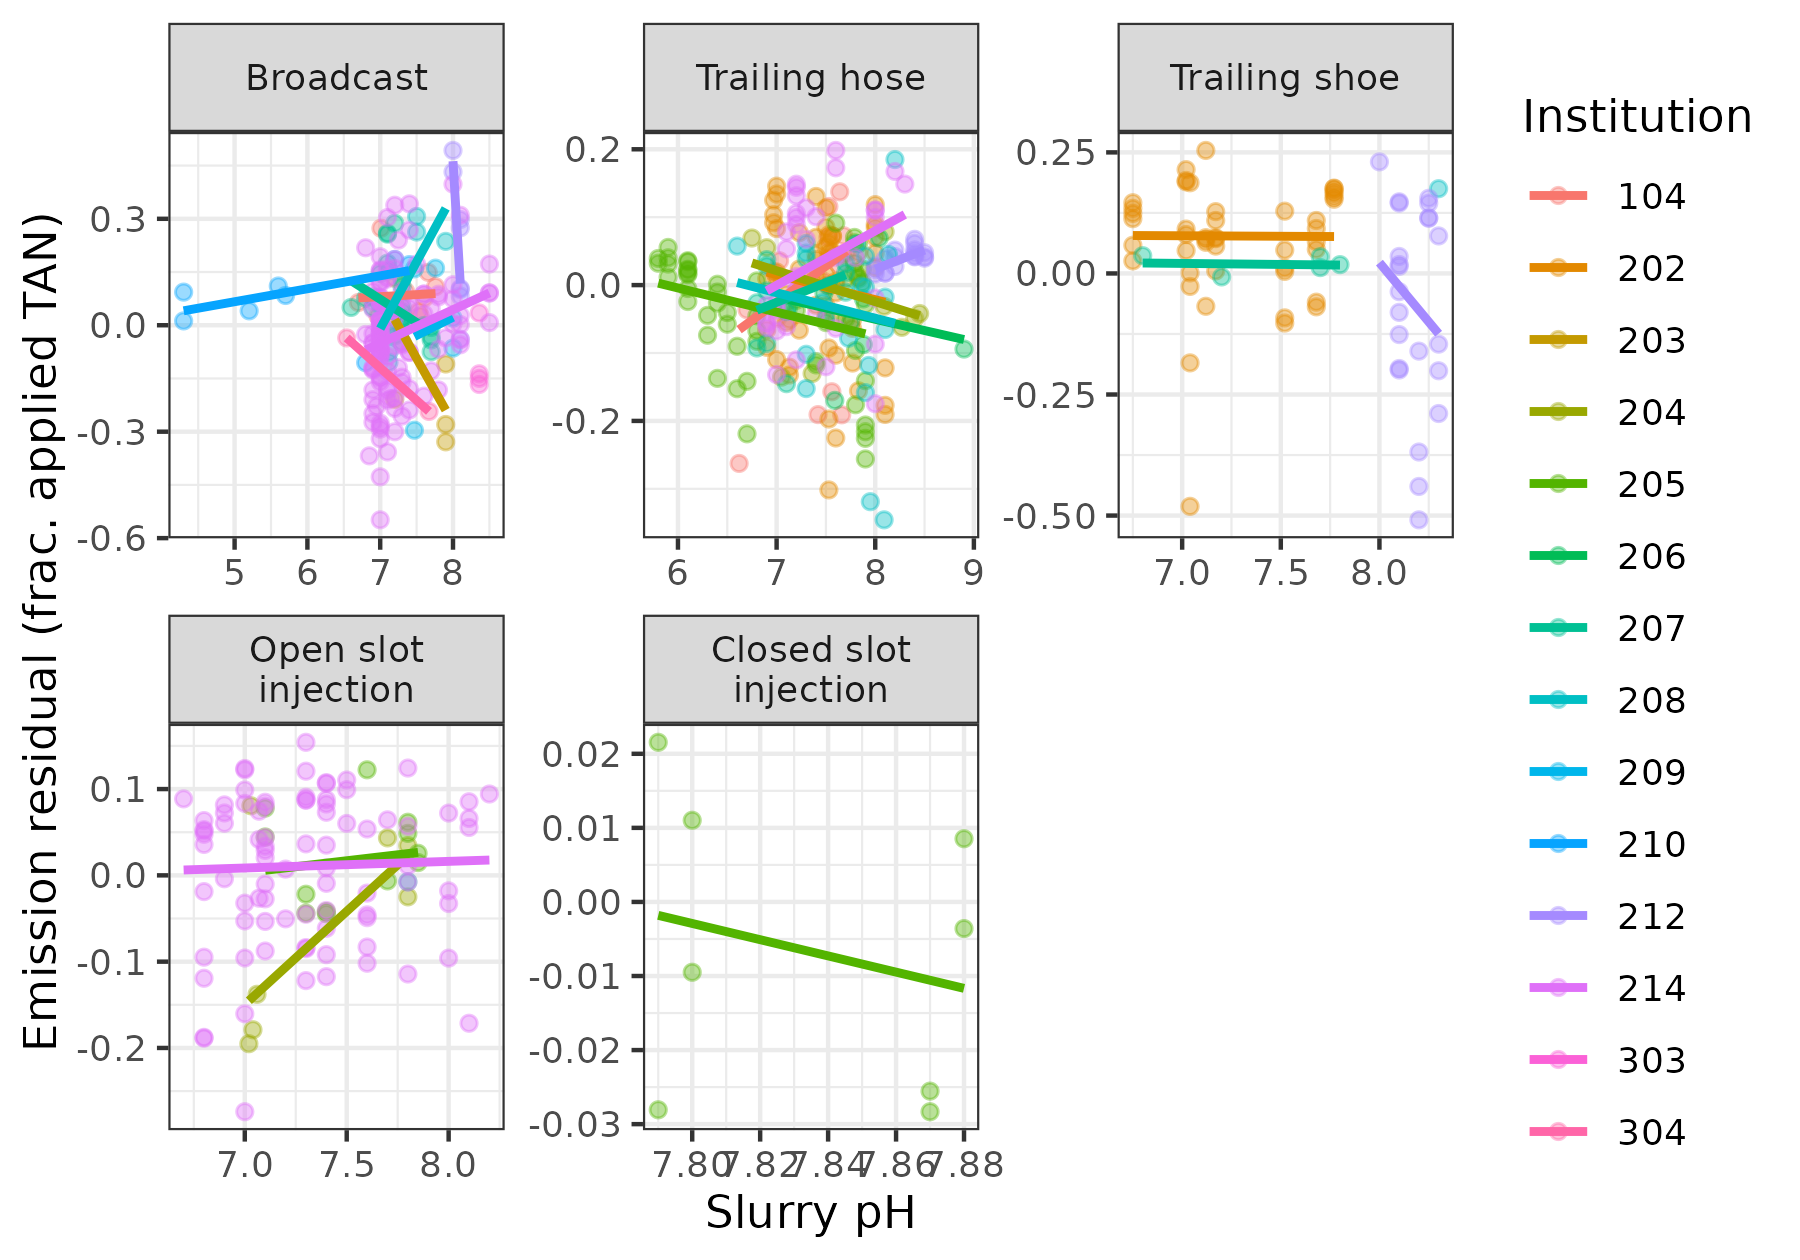 Broadcast
Trailing hose
Trailing shoe
0.3
0.0
-0.3
-0.6
5 6 7 8
0.2
0.0
-0.2
6 7 8 9
0.25
0.00
-0.25
-0.50
7.0 7.5 8.0
Open slot
injection
Closed slot
injection
0.1
0.0
-0.1
-0.2
7.0 7.5 8.0
0.02
0.01
0.00
-0.01
-0.02
-0.03
7.80 7.82 7.84 7.86 7.88
Slurry pH
Emission residual (frac. applied TAN)
Institution
104
202
203
204
205
206
207
208
209
210
212
214
303
304